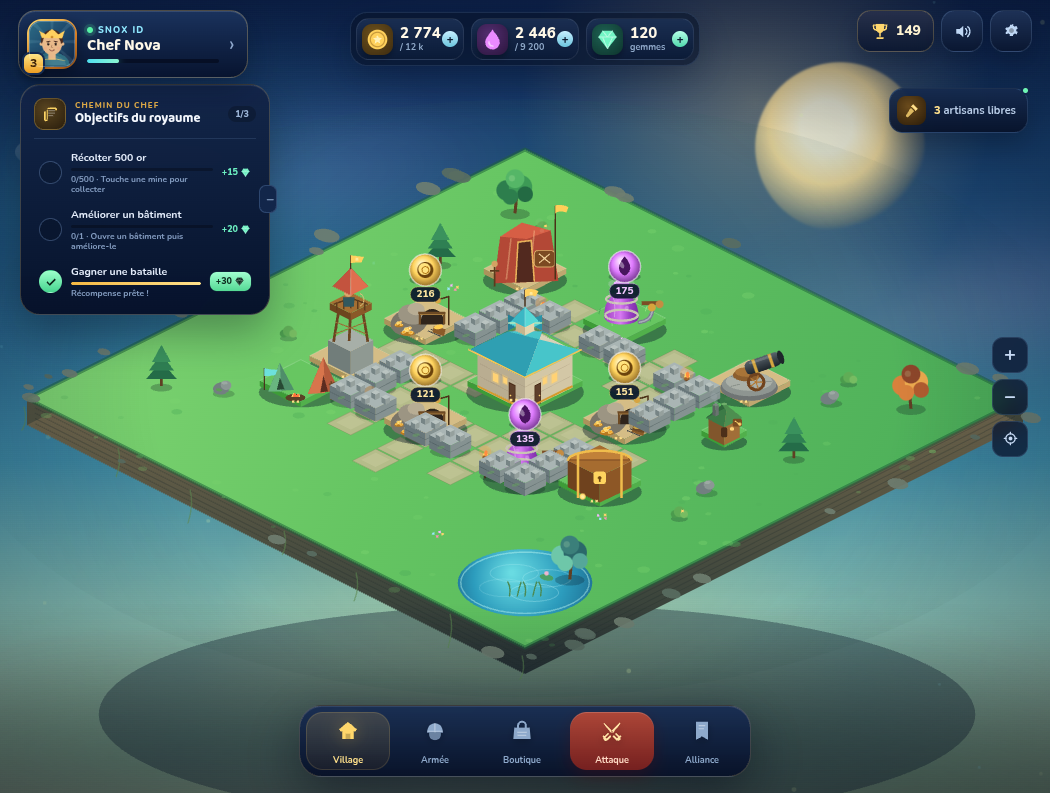 SNOX ID
Chef Nova
3
2 774
/ 12 k
+
2 446
/ 9 200
+
120
gemmes
+
149
3 artisans libres
CHEMIN DU CHEF
Objectifs du royaume
1/3
Récolter 500 or
0/500 · Touche une mine pour
collecter
+15
Améliorer un bâtiment
0/1 · Ouvre un bâtiment puis
améliore-le
+20
Gagner une bataille
Récompense prête !
+30
−
216
175
121
151
135
+
−
Village
Armée
Boutique
Attaque
Alliance